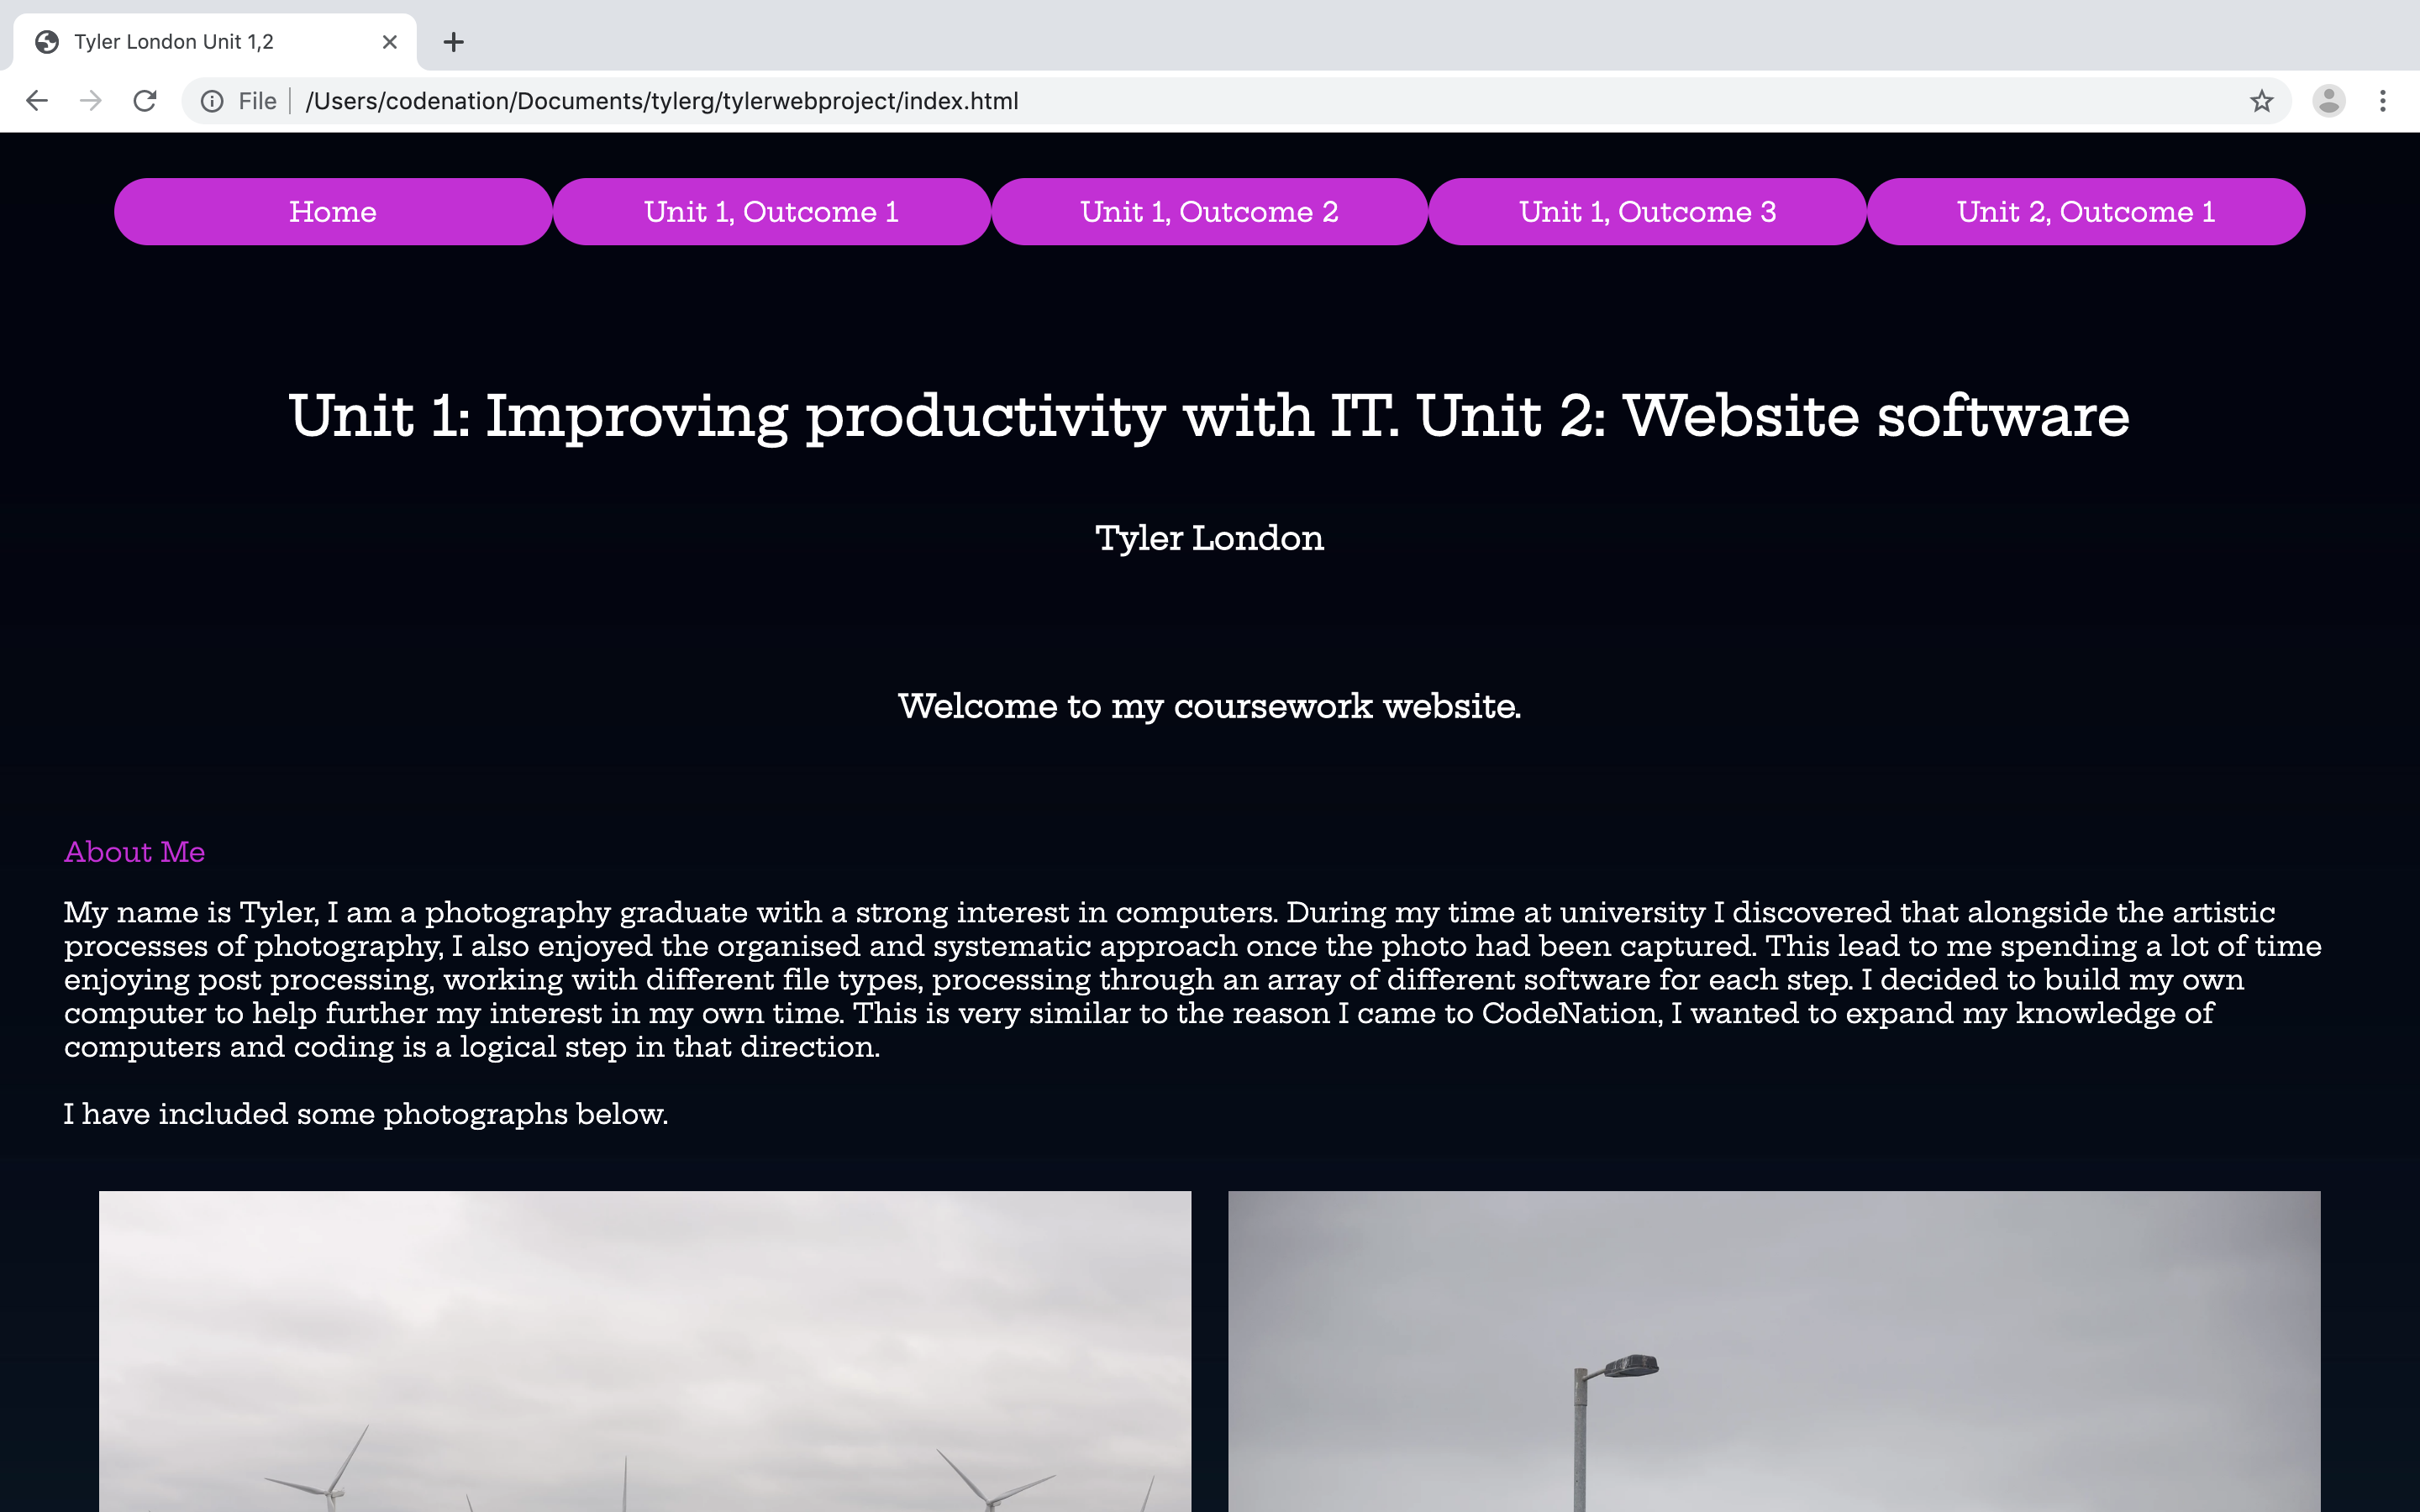 Tyler London Unit 1,2
File
/Users/codenation/Documents/tylerg/tylerwebproject/index.html
Home
Unit 1, Outcome 1
Unit 1, Outcome 2
Unit 1, Outcome 3
Unit 2, Outcome 1
Unit 1: Improving productivity with IT. Unit 2: Website software
Tyler London
Welcome to my coursework website.
About Me
My name is Tyler, I am a photography graduate with a strong interest in computers. During my time at university I discovered that alongside the artistic
processes of photography, I also enjoyed the organised and systematic approach once the photo had been captured. This lead to me spending a lot of time
enjoying post processing, working with different file types, processing through an array of different software for each step. I decided to build my own
computer to help further my interest in my own time. This is very similar to the reason I came to CodeNation, I wanted to expand my knowledge of
computers and coding is a logical step in that direction.
I have included some photographs below.